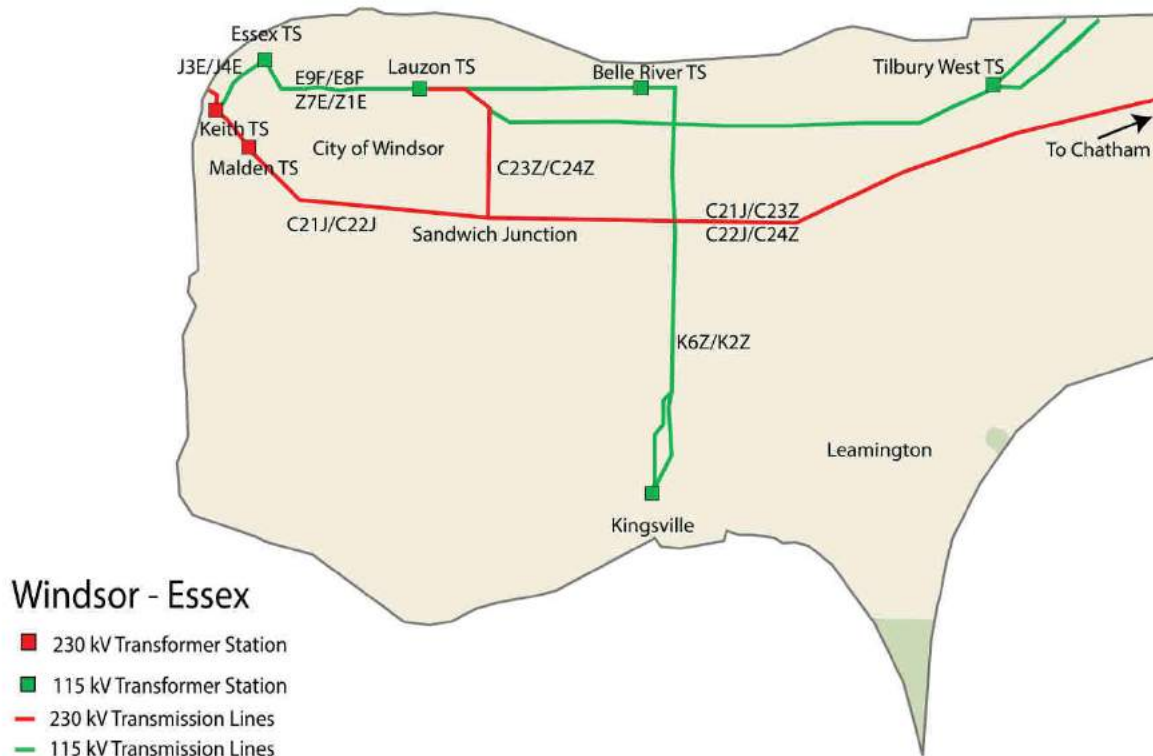 Essex TS
J3E/J4E
E9F/E8F
Lauzon TS
Belle River TS
Tilbury West TS
Z7E/Z1E
Keith TS
City of Windsor
To Chatham
Malden TS
C23Z/C24Z
C21J/C22J
C21J/C23Z
Sandwich Junction
C22J/C24Z
K6Z/K2Z
Leamington
Kingsville
Windsor - Essex
230 kV Transformer Station
115 kV Transformer Station
230 kV Transmission Lines
115 kV Transmission Lines